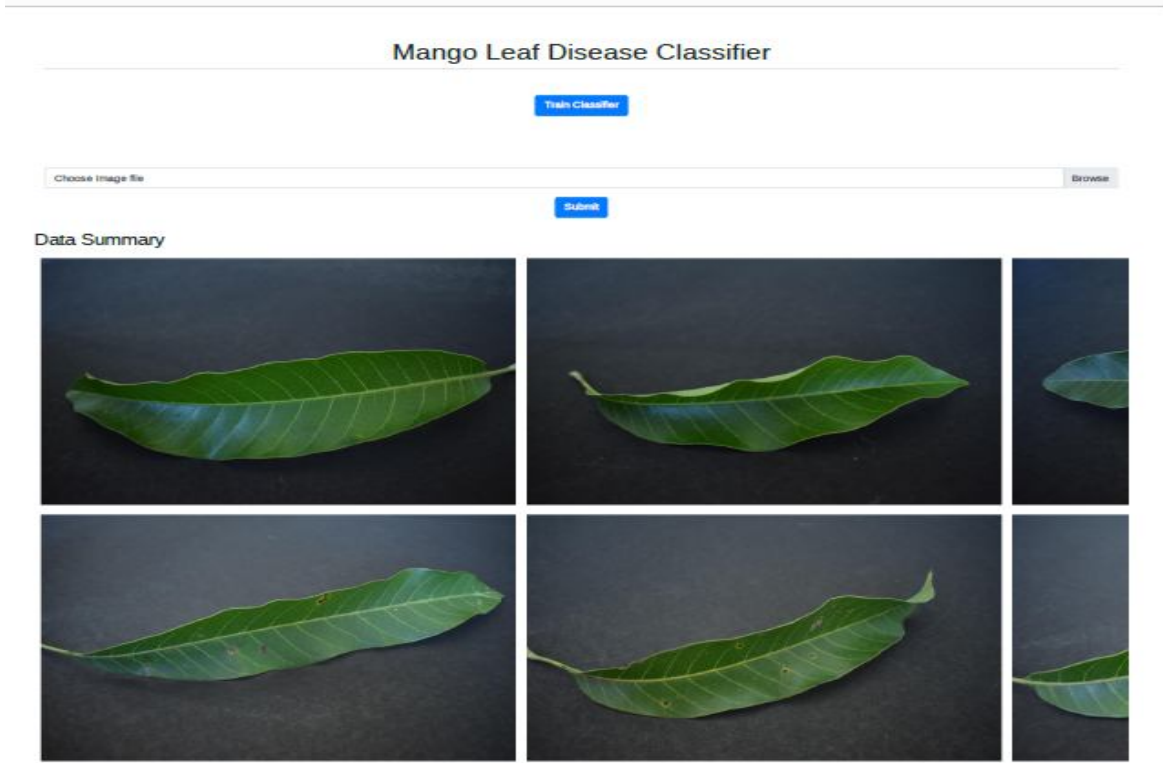 Mango Leaf Disease Classifier
Train Classifier
Choose Image file Browse
Submit
Data Summary